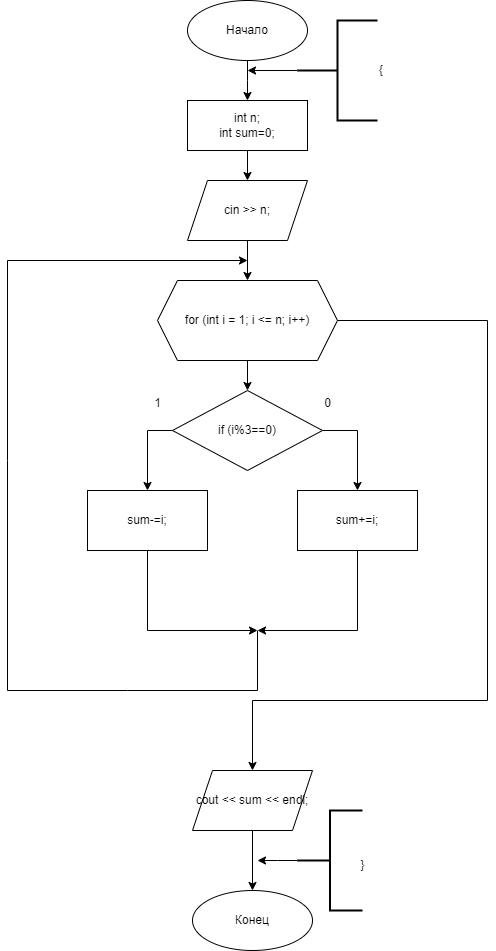 Начало
{
int n;
int sum=0;
cin >> n;
for (int i = 1; i <= n; i++)
1
0
if (i%3==0)
sum-=i;
sum+=i;
cout << sum << endl;
}
Конец